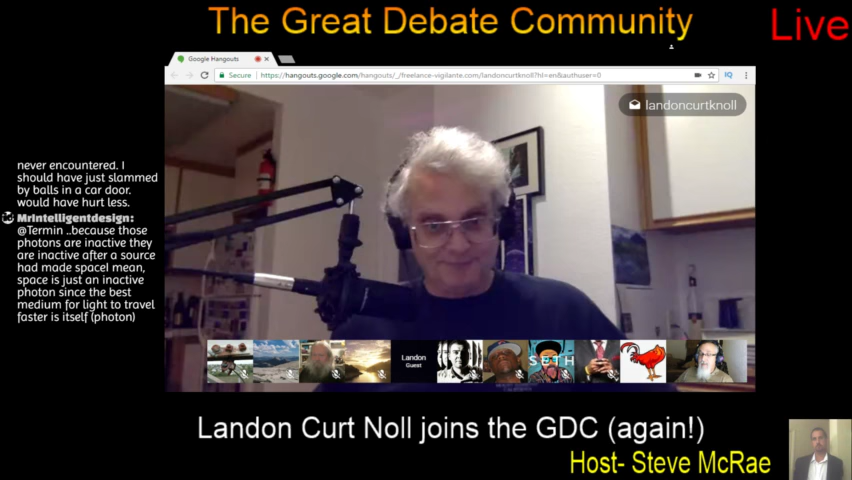 The Great Debate Community
Live
Google Hangouts
Secure
https://hangouts.google.com/hangouts/_/freelance-vigilante.com/landoncurtknoll?hl=en&authuser=0
IQ
landoncurtknoll
never encountered. I
should have just slammed
by balls in a car door.
would have hurt less.
MrIntelligentdesign:
@Termin ..because those
photons are inactive they
are inactive after a source
had made spaceI mean,
space is just an inactive
photon since the best
medium for light to travel
faster is itself (photon)
Landon
Guest
SETH
Landon Curt Noll joins the GDC (again!)
Host- Steve McRae